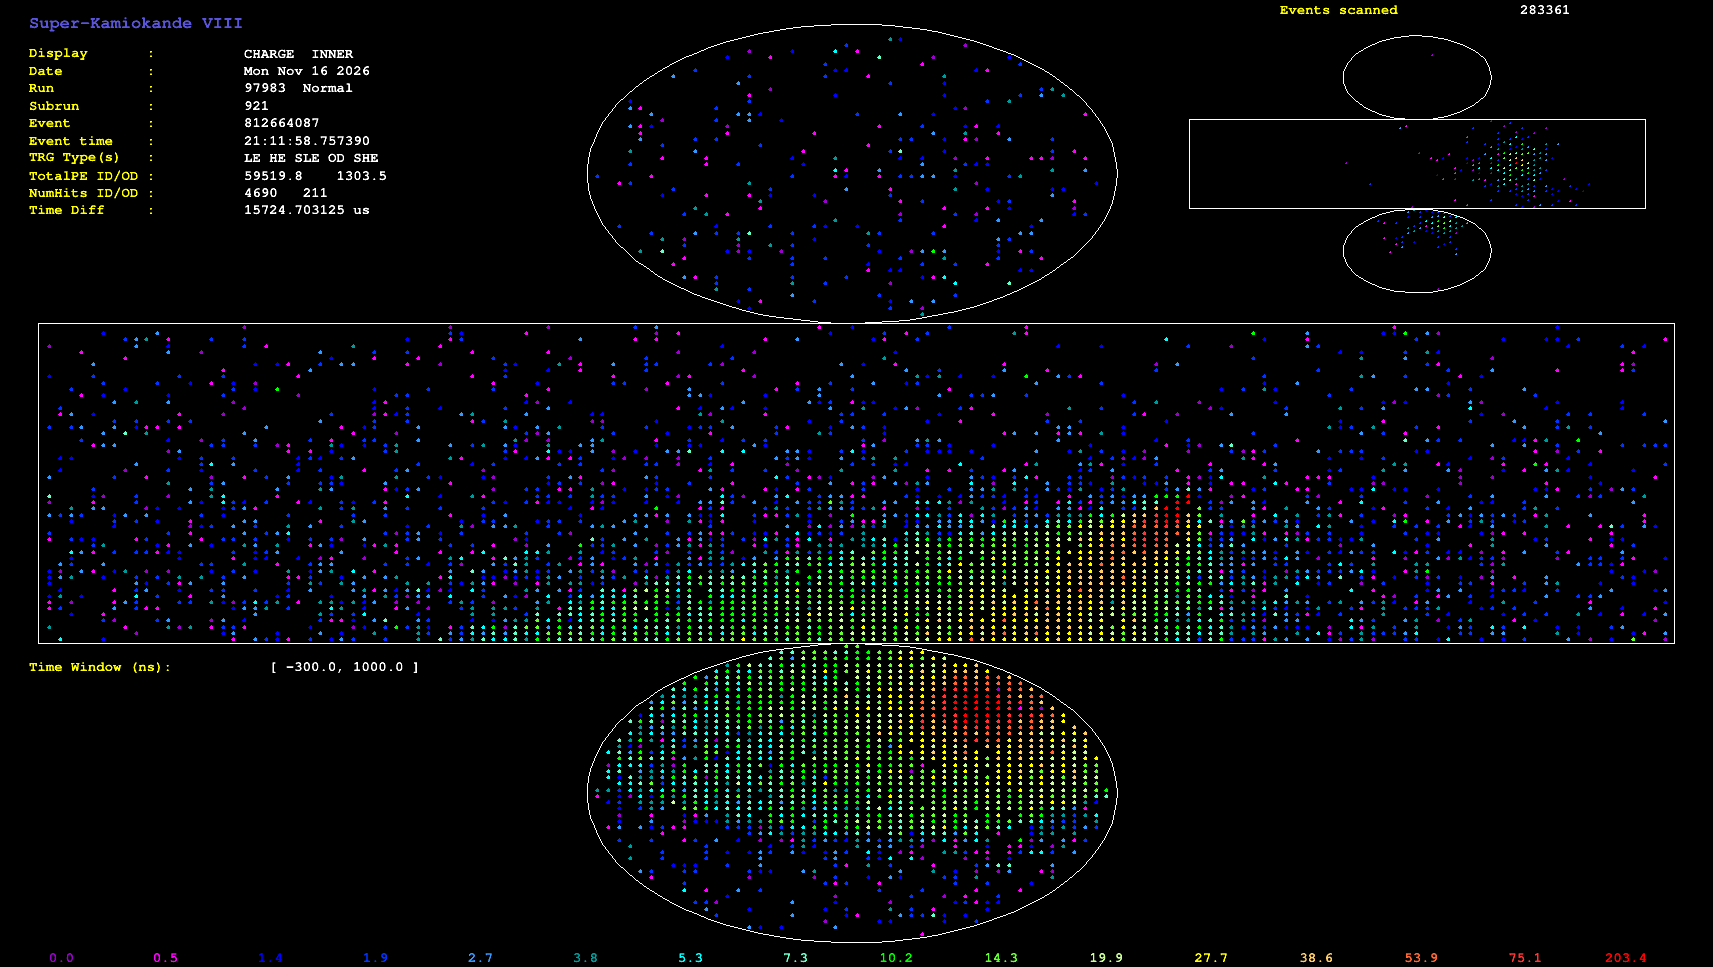 Super-Kamiokande VIII
Display : CHARGE INNER
Date : Mon Nov 16 2026
Run : 97983 Normal
Subrun : 921
Event : 812664087
Event time : 21:11:58.757390
TRG Type(s) : LE HE SLE OD SHE
TotalPE ID/OD : 59519.8 1303.5
NumHits ID/OD : 4690 211
Time Diff : 15724.703125 us
Events scanned 283361
Time Window (ns): [ -300.0, 1000.0 ]
0.0 0.5 1.4 1.9 2.7 3.8 5.3 7.3 10.2 14.3 19.9 27.7 38.6 53.9 75.1 203.4